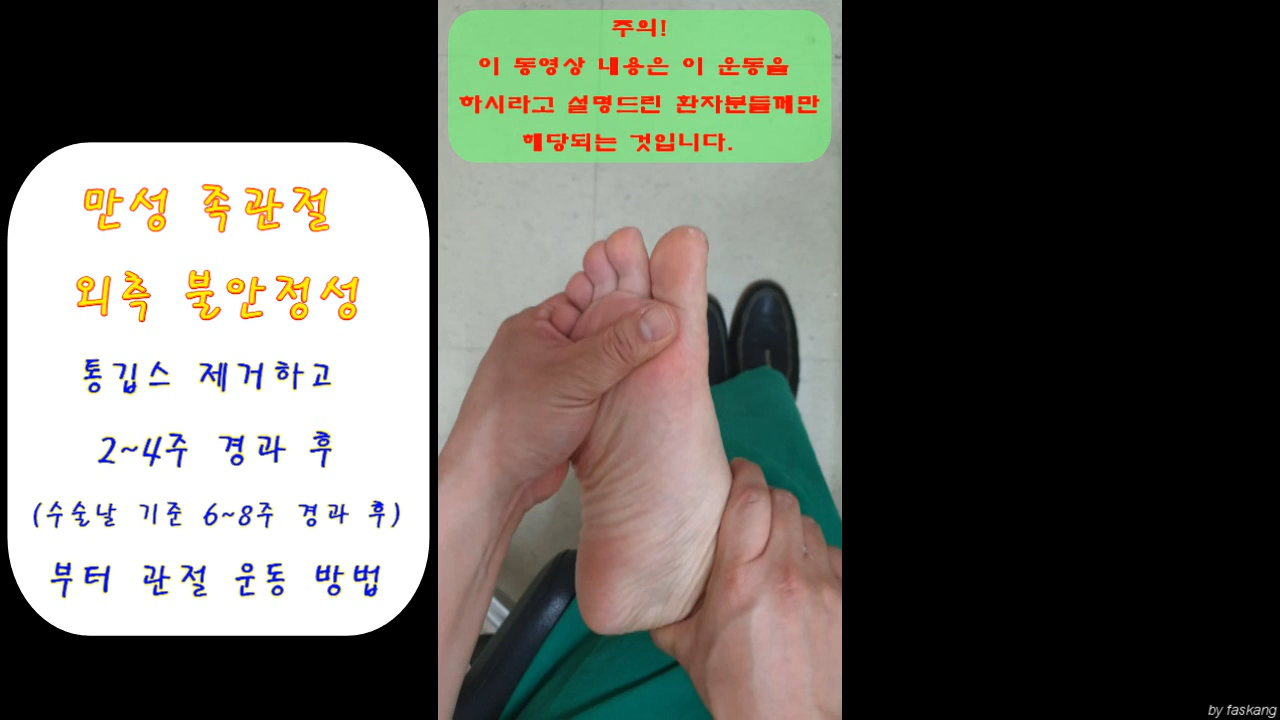 만성 족관절
외측 불안정성
통깁스 제거하고
2~4주 경과 후
(수술날 기준 6~8주 경과 후)
부터 관절 운동 방법
주의!
이 동영상 내용은 이 운동을
하시라고 설명드린 환자분들께만
해당되는 것입니다.
by faskang